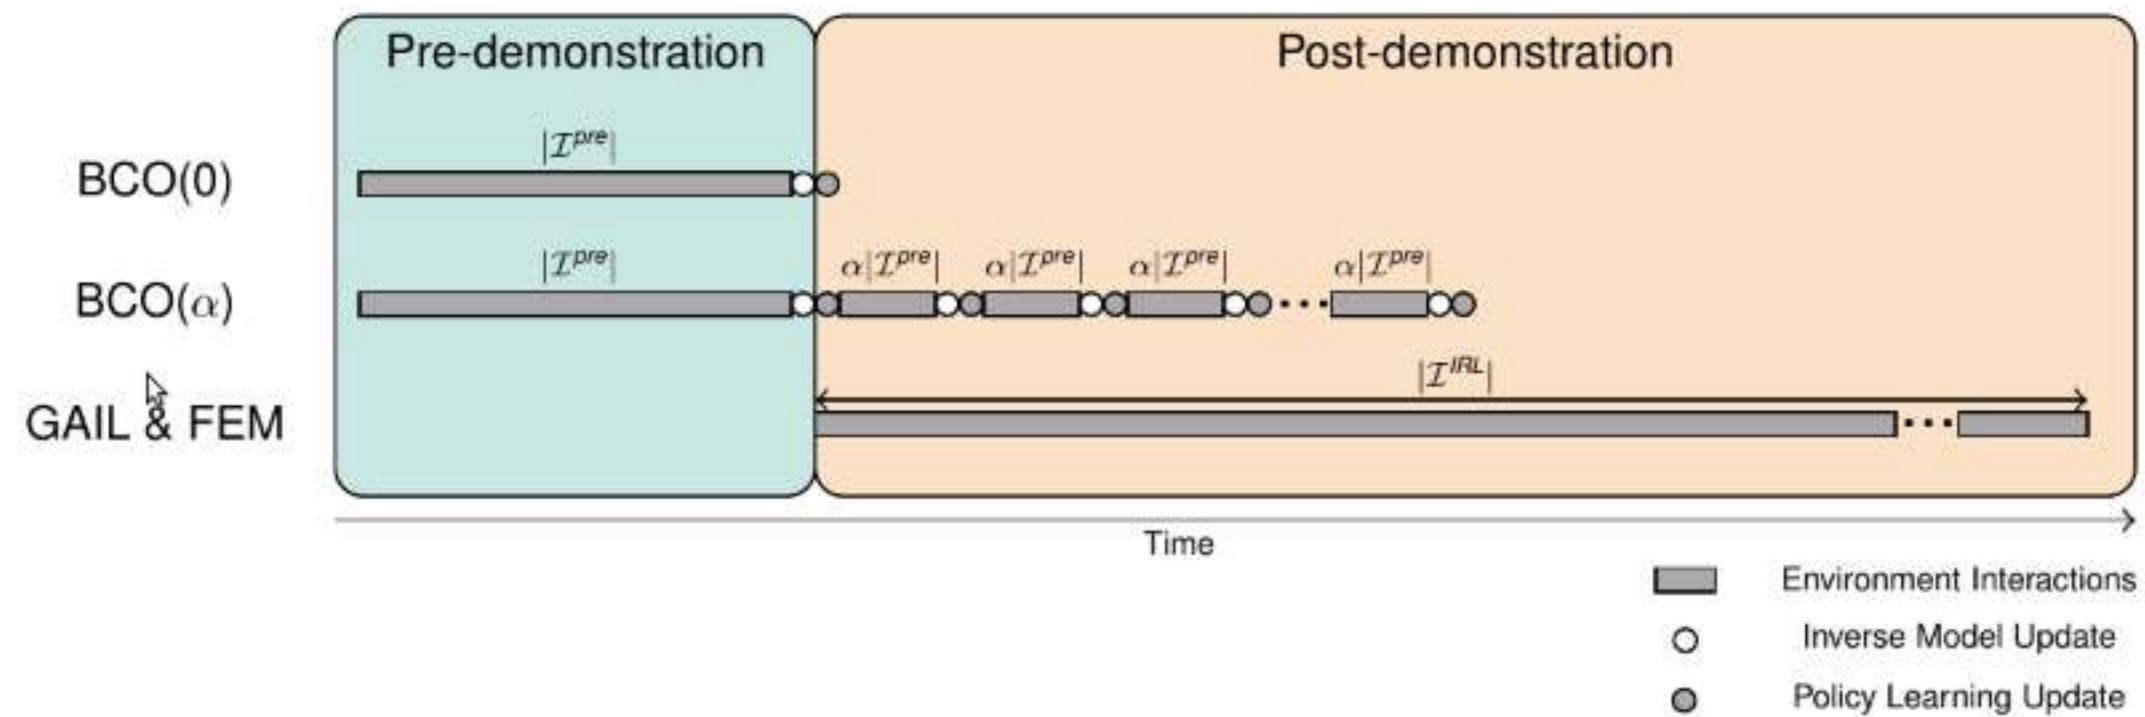 Pre-demonstration
Post-demonstration
BCO(0)
|ℐ^pre|
BCO(α)
|ℐ^pre|
α|ℐ^pre|
α|ℐ^pre|
α|ℐ^pre|
α|ℐ^pre|
GAIL & FEM
|ℐ^IRL|
Time
Environment Interactions
Inverse Model Update
Policy Learning Update